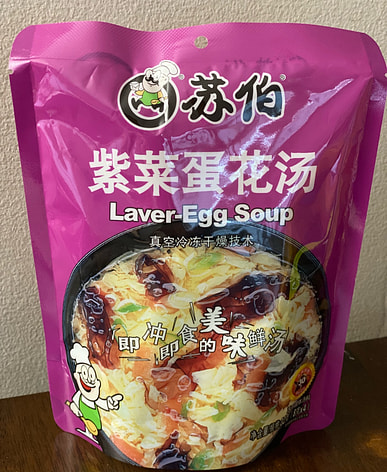 苏伯
紫菜蛋花汤
Laver-Egg Soup
真空冷冻干燥技术
即冲即食的美味鲜汤